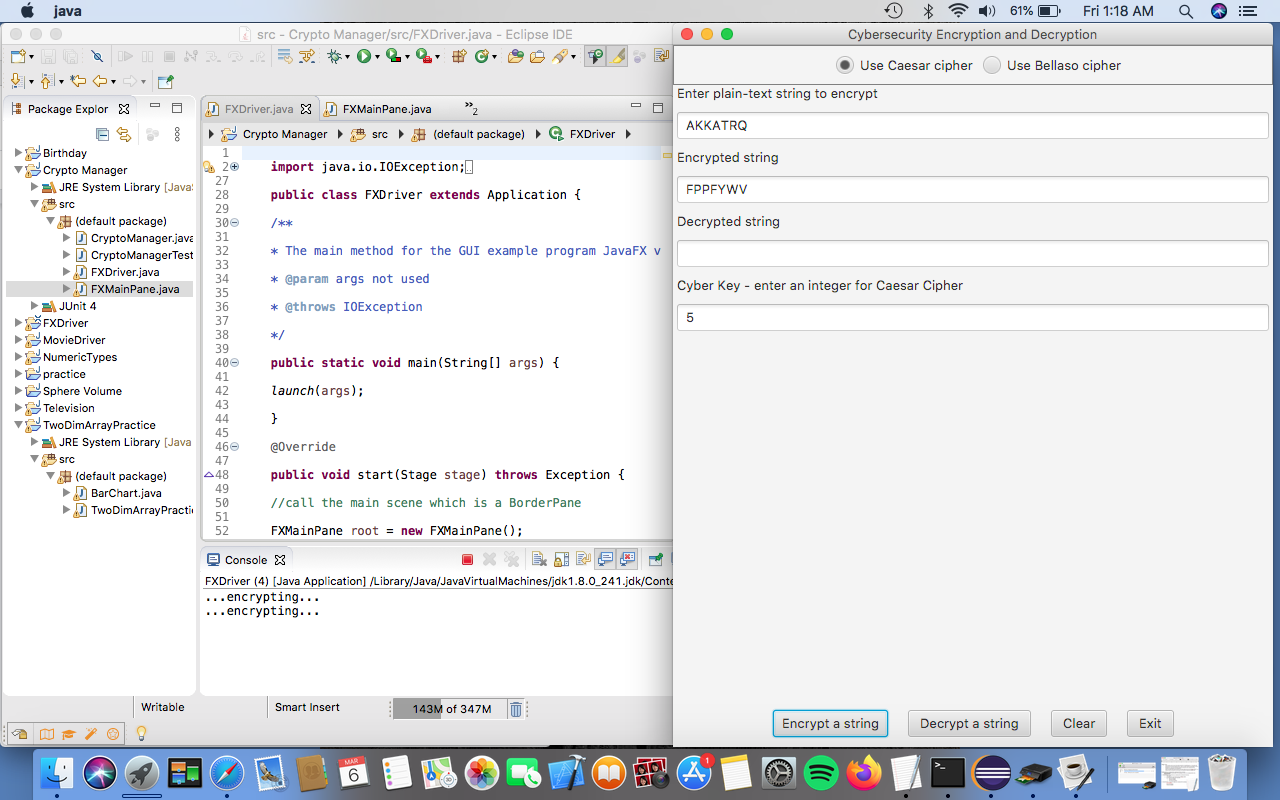 java
61%
Fri 1:18 AM
src - Crypto Manager/src/FXDriver.java - Eclipse IDE
Package Explor
Birthday
Crypto Manager
JRE System Library [Java
src
(default package)
CryptoManager.java
CryptoManagerTest
FXDriver.java
FXMainPane.java
JUnit 4
FXDriver
MovieDriver
NumericTypes
practice
Sphere Volume
Television
TwoDimArrayPractice
JRE System Library [Java
src
(default package)
BarChart.java
TwoDimArrayPracti
FXDriver.java
FXMainPane.java
»2
Crypto Manager
src
(default package)
FXDriver
1
2 import java.io.IOException;
27
28 public class FXDriver extends Application {
29
30 /**
31
32 * The main method for the GUI example program JavaFX v
33
34 * @param args not used
35
36 * @throws IOException
37
38 */
39
40 public static void main(String[] args) {
41
42 launch(args);
43
44 }
45
46 @Override
47
48 public void start(Stage stage) throws Exception {
49
50 //call the main scene which is a BorderPane
51
52 FXMainPane root = new FXMainPane();
Console
FXDriver (4) [Java Application] /Library/Java/JavaVirtualMachines/jdk1.8.0_241.jdk/Conte
...encrypting...
...encrypting...
Writable
Smart Insert
143M of 347M
Cybersecurity Encryption and Decryption
Use Caesar cipher
Use Bellaso cipher
Enter plain-text string to encrypt
AKKATRQ
Encrypted string
FPPFYWV
Decrypted string
Cyber Key - enter an integer for Caesar Cipher
5
Encrypt a string
Decrypt a string
Clear
Exit
MAR
6
1